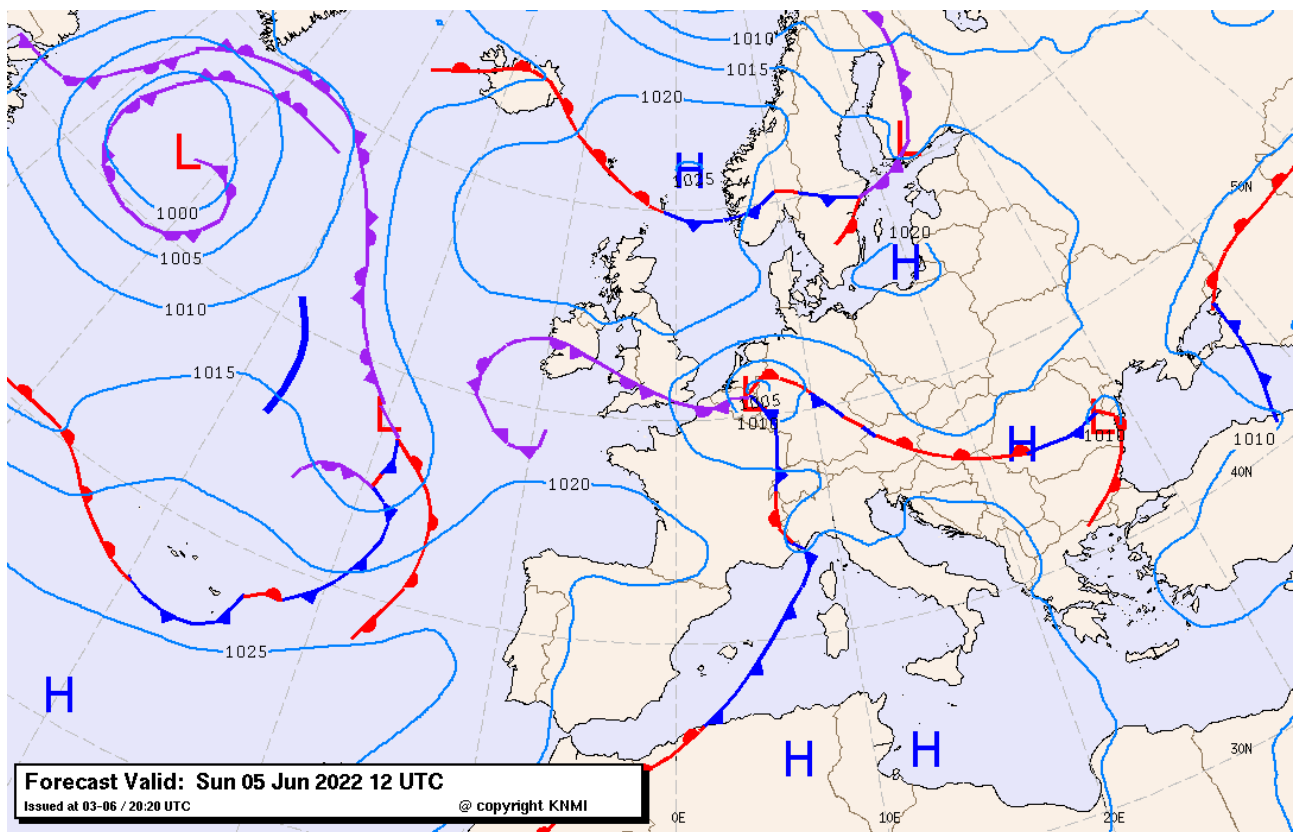 1010
1015
1020
L
H
1025
L
50N
1000
1020
1005
H
1010
1015
L
L
1005
1010
L
1010
H
1010
40N
1020
1025
H
H
H
30N
Forecast Valid: Sun 05 Jun 2022 12 UTC
Issued at 03-06 / 20:20 UTC
@ copyright KNMI
0E
10E
20E